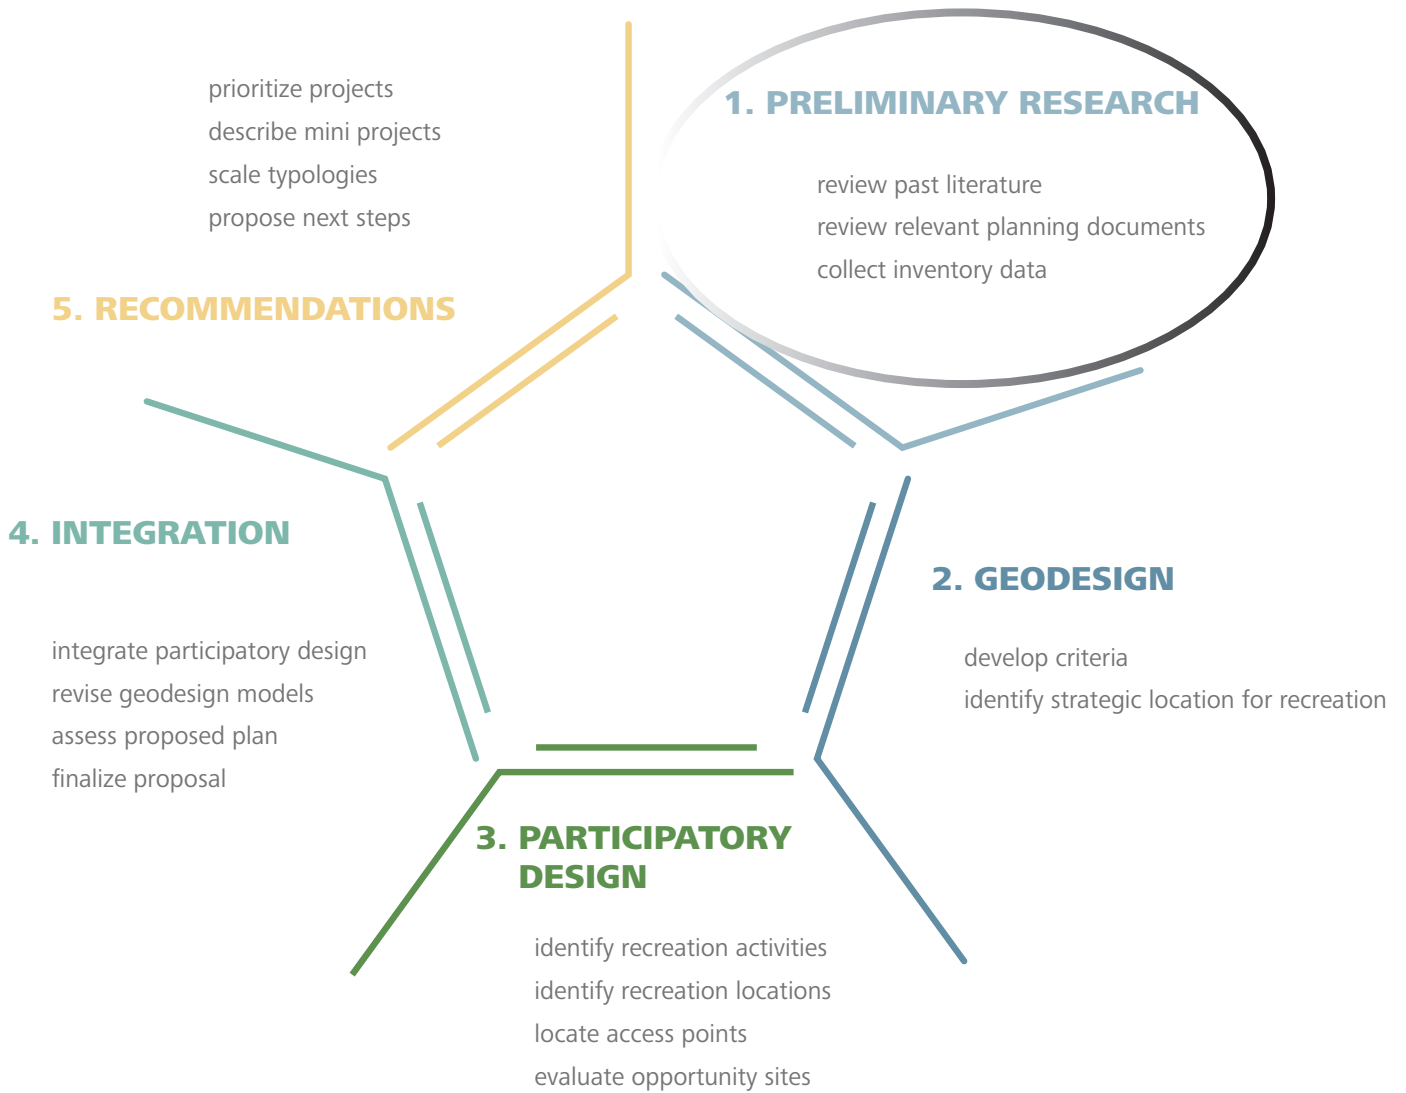 1. PRELIMINARY RESEARCH
review past literature
review relevant planning documents
collect inventory data
2. GEODESIGN
develop criteria
identify strategic location for recreation
3. PARTICIPATORY
DESIGN
identify recreation activities
identify recreation locations
locate access points
evaluate opportunity sites
4. INTEGRATION
integrate participatory design
revise geodesign models
assess proposed plan
finalize proposal
prioritize projects
describe mini projects
scale typologies
propose next steps
5. RECOMMENDATIONS